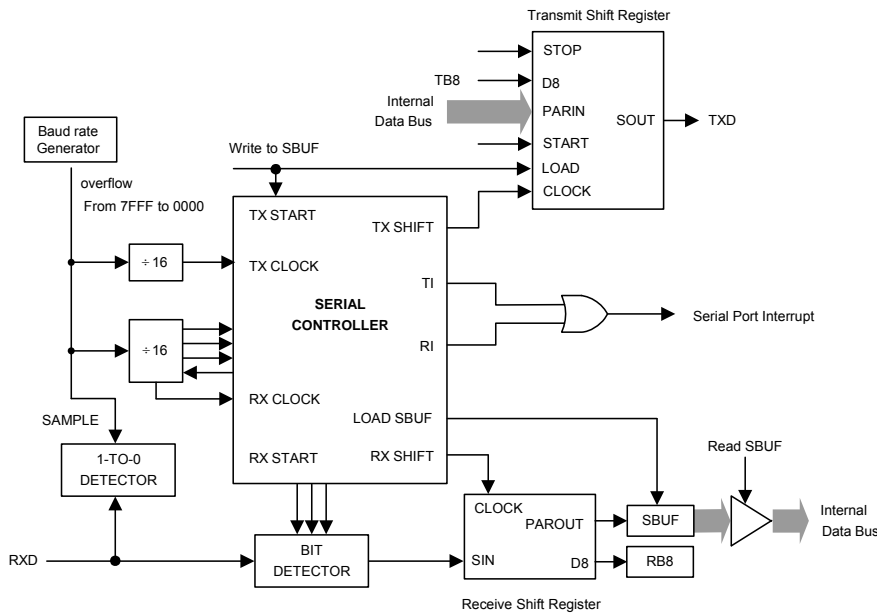 Transmit Shift Register
STOP
TB8
D8
Internal
Data Bus
PARIN
SOUT
TXD
START
LOAD
CLOCK
Baud rate
Generator
overflow
From 7FFF to 0000
Write to SBUF
TX START
TX SHIFT
÷ 16
TX CLOCK
TI
SERIAL
CONTROLLER
Serial Port Interrupt
÷ 16
RI
RX CLOCK
SAMPLE
LOAD SBUF
1-TO-0
DETECTOR
RX START
RX SHIFT
Read SBUF
CLOCK
PAROUT
SBUF
Internal
Data Bus
RXD
BIT
DETECTOR
SIN
D8
RB8
Receive Shift Register